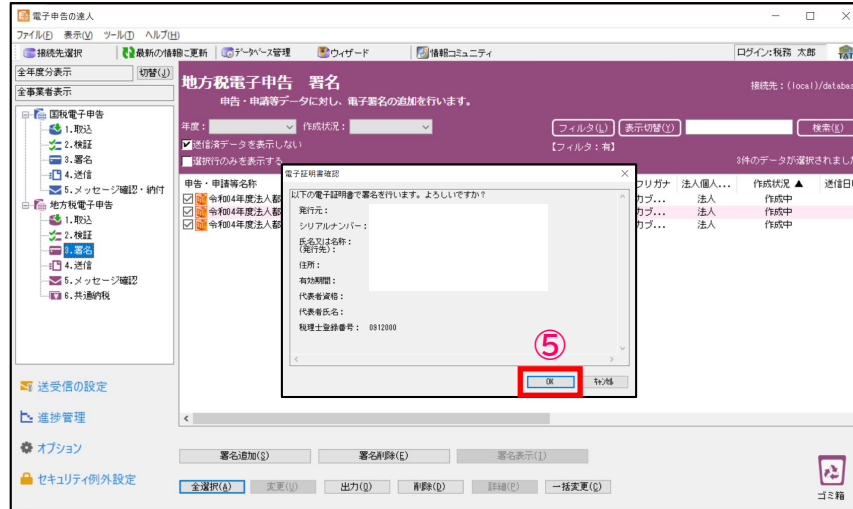 電子申告の達人
ファイル(F) 表示(V) ツール(T) ヘルプ(H)
接続先選択 最新の情報に更新 データベース管理 ウィザード 情報コミュニティ ログイン:税務 太郎
全年度分表示 切替(J)
全事業者表示
国税電子申告
1.取込
2.検証
3.署名
4.送信
5.メッセージ確認・納付
地方税電子申告
1.取込
2.検証
3.署名
4.送信
5.メッセージ確認
6.共通納税
送受信の設定
進捗管理
オプション
セキュリティ例外設定
地方税電子申告 署名
接続先:(local)/databas
申告・申請等データに対し、電子署名の追加を行います。
年度: 作成状況: フィルタ(L) 表示切替(Y) 検索(K)
送信済データを表示しない 【フィルタ:有】
選択行のみを表示する 3件のデータが選択されました
申告・申請等名称 フリガナ 法人個人... 作成状況 ▲ 送信日
令和04年度法人都 カブ... 法人 作成中
令和04年度法人都 カブ... 法人 作成中
令和04年度法人都 カブ... 法人 作成中
電子証明書確認
以下の電子証明書で署名を行います。よろしいですか?
発行元:
シリアルナンバー:
氏名又は名称:
(発行先):
住所:
有効期間:
代表者資格:
代表者氏名:
税理士登録番号: 0912000
⑤
OK キャンセル
署名追加(S) 署名削除(E) 署名表示(I)
全選択(A) 変更(U) 出力(O) 削除(D) 詳細(P) 一括変更(C)
ゴミ箱